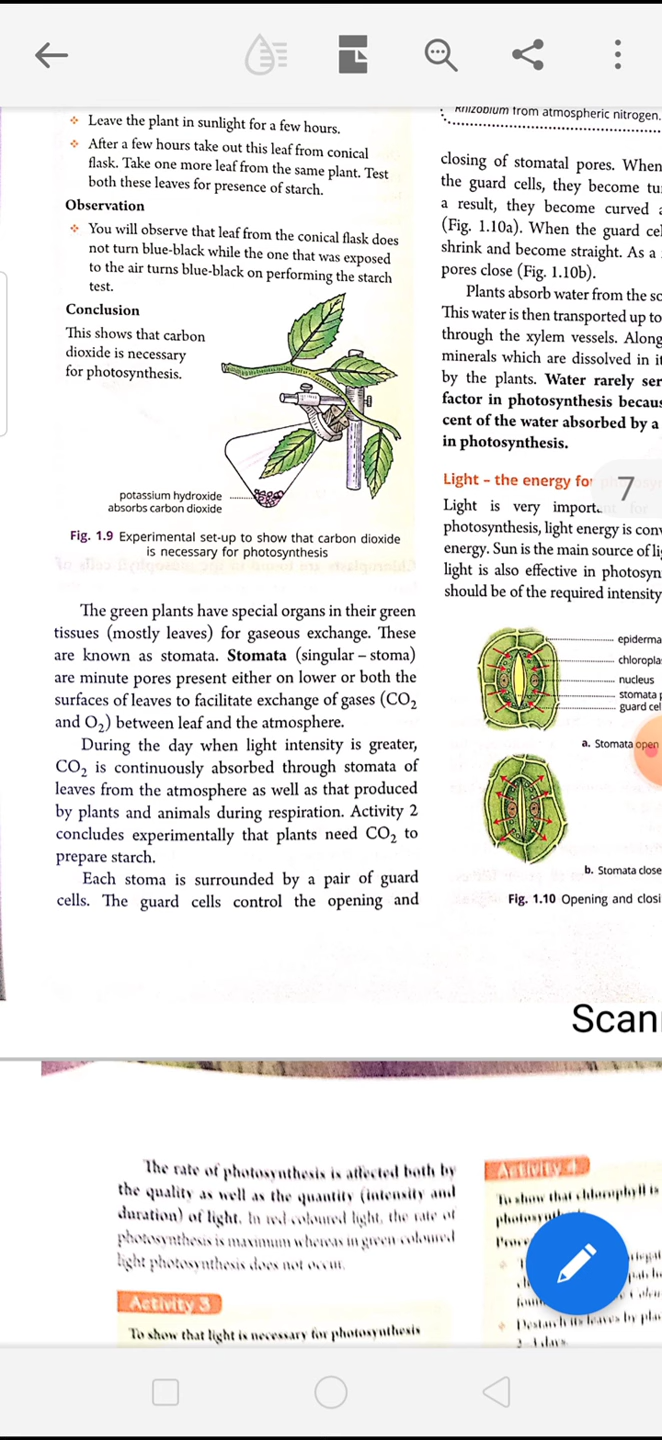 Leave the plant in sunlight for a few hours.
After a few hours take out this leaf from conical
flask. Take one more leaf from the same plant. Test
both these leaves for presence of starch.
Observation
You will observe that leaf from the conical flask does
not turn blue-black while the one that was exposed
to the air turns blue-black on performing the starch
test.
Conclusion
This shows that carbon
dioxide is necessary
for photosynthesis.
potassium hydroxide
absorbs carbon dioxide
Fig. 1.9 Experimental set-up to show that carbon dioxide
is necessary for photosynthesis
The green plants have special organs in their green
tissues (mostly leaves) for gaseous exchange. These
are known as stomata. Stomata (singular – stoma)
are minute pores present either on lower or both the
surfaces of leaves to facilitate exchange of gases (CO₂
and O₂) between leaf and the atmosphere.
During the day when light intensity is greater,
CO₂ is continuously absorbed through stomata of
leaves from the atmosphere as well as that produced
by plants and animals during respiration. Activity 2
concludes experimentally that plants need CO₂ to
prepare starch.
Each stoma is surrounded by a pair of guard
cells. The guard cells control the opening and
Rhizobium from atmospheric nitrogen.
closing of stomatal pores. When
the guard cells, they become tu
a result, they become curved
(Fig. 1.10a). When the guard cel
shrink and become straight. As a
pores close (Fig. 1.10b).
Plants absorb water from the so
This water is then transported up to
through the xylem vessels. Along
minerals which are dissolved in it
by the plants. Water rarely ser
factor in photosynthesis becaus
cent of the water absorbed by a
in photosynthesis.
Light – the energy for
7
Light is very import
photosynthesis, light energy is conv
energy. Sun is the main source of lig
light is also effective in photosyn
should be of the required intensity
epiderma
chloropla
nucleus
stomata p
guard cel
a. Stomata open
b. Stomata close
Fig. 1.10 Opening and closi
Scan
The rate of photosynthesis is affected both by
the quality as well as the quantity (intensity and
duration) of light. In red coloured light, the rate of
photosynthesis is maximum whereas in green coloured
light photosynthesis does not occur.
Activity 3
To show that light is necessary for photosynthesis
Activity 4
To show that chlorophyll is
Destarch its leaves by pla